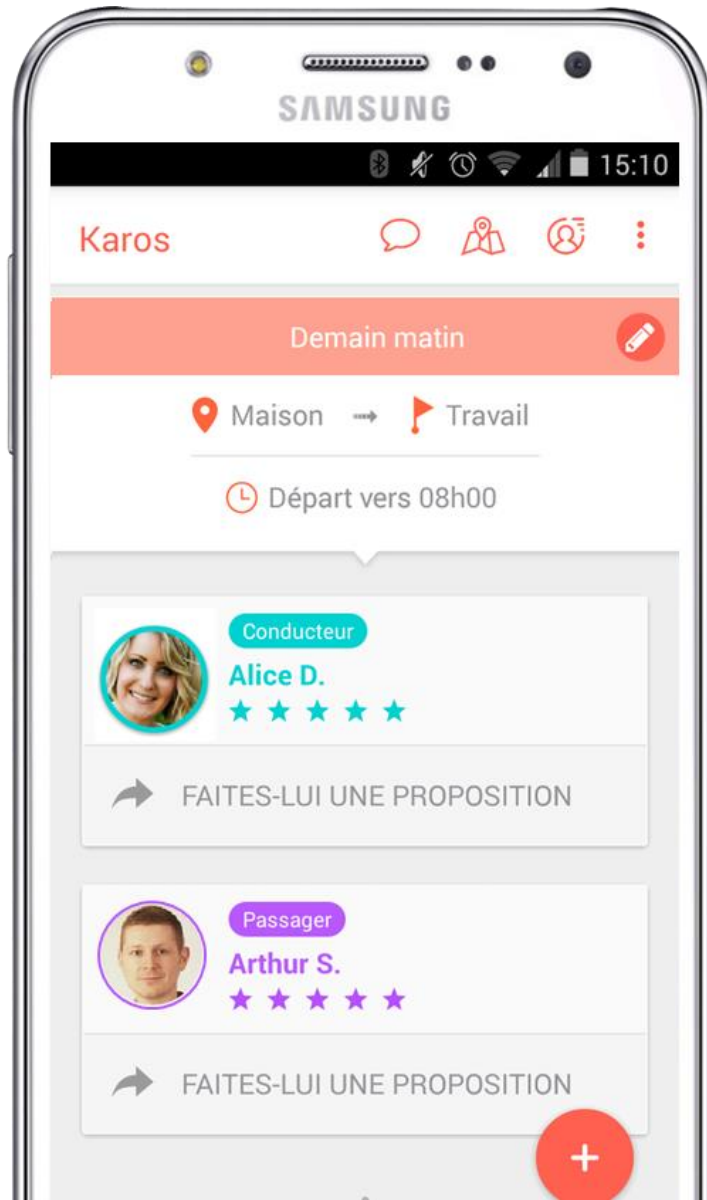 SAMSUNG
15:10
Karos
Demain matin
Maison Travail
Départ vers 08h00
Conducteur
Alice D.
FAITES-LUI UNE PROPOSITION
Passager
Arthur S.
FAITES-LUI UNE PROPOSITION